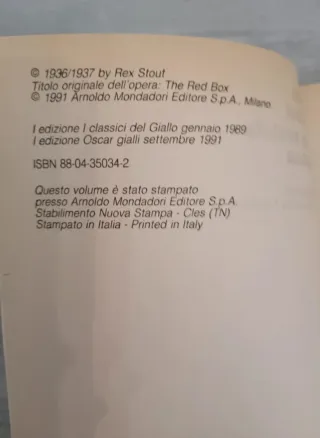 © 1936/1937 by Rex Stout
Titolo originale dell'opera: The Red Box
© 1991 Arnoldo Mondadori Editore S.p.A., Milano
I edizione I classici del Giallo gennaio 1989
I edizione Oscar gialli settembre 1991
ISBN 88-04-35034-2
Questo volume è stato stampato
presso Arnoldo Mondadori Editore S.p.A.
Stabilimento Nuova Stampa - Cles (TN)
Stampato in Italia - Printed in Italy